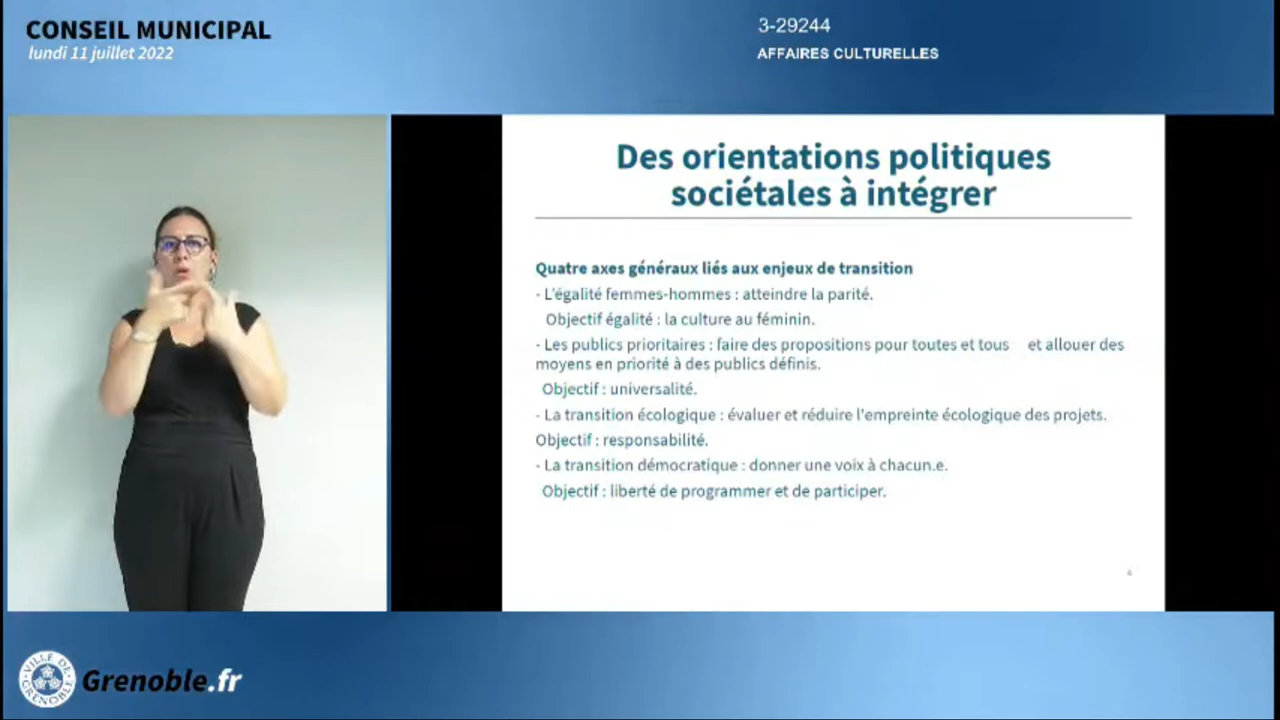 CONSEIL MUNICIPAL
lundi 11 juillet 2022
3-29244
AFFAIRES CULTURELLES
Des orientations politiques
sociétales à intégrer
Quatre axes généraux liés aux enjeux de transition
- L'égalité femmes-hommes : atteindre la parité.
Objectif égalité : la culture au féminin.
- Les publics prioritaires : faire des propositions pour toutes et tous et allouer des
moyens en priorité à des publics définis.
Objectif : universalité.
- La transition écologique : évaluer et réduire l'empreinte écologique des projets.
Objectif : responsabilité.
- La transition démocratique : donner une voix à chacun.e.
Objectif : liberté de programmer et de participer.
VILLE DE
GRENOBLE
Grenoble.fr